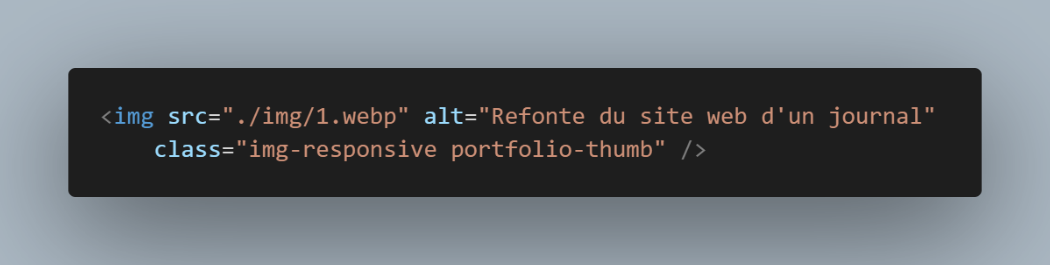 <img src="./img/1.webp" alt="Refonte du site web d'un journal"
class="img-responsive portfolio-thumb" />